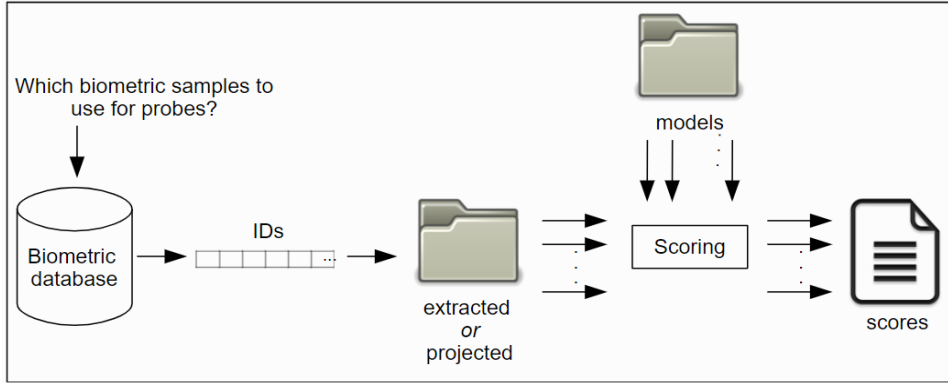 Which biometric samples to
use for probes?
models
IDs
Biometric
database
...
Scoring
extracted
or
projected
scores